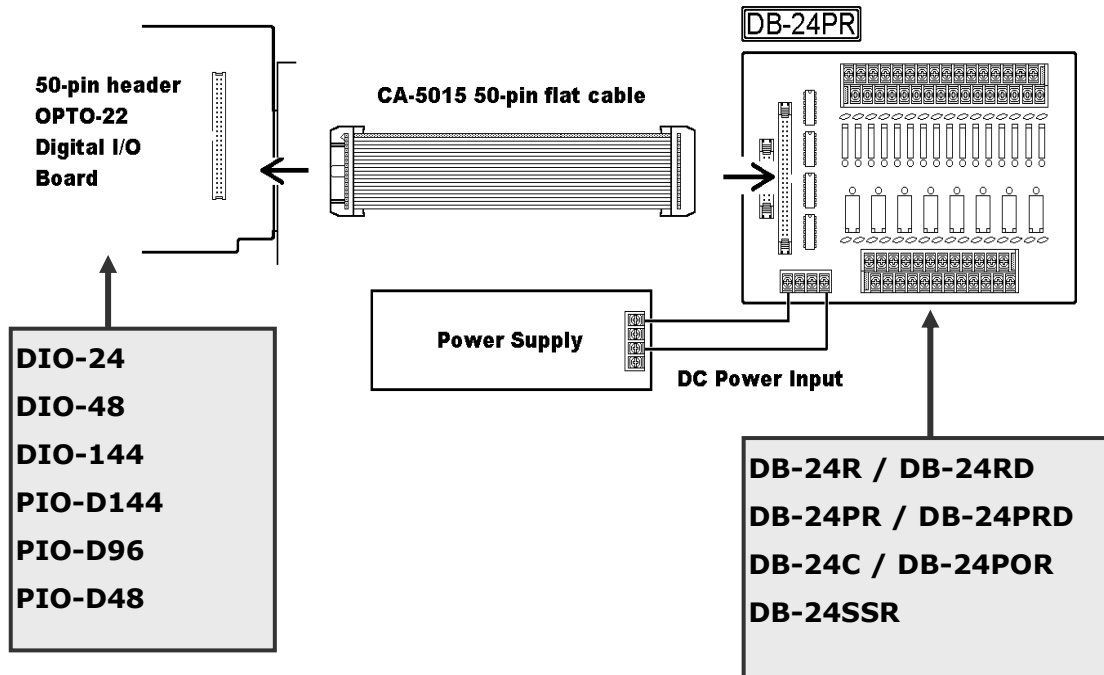 DB-24PR
50-pin header
OPTO-22
Digital I/O
Board
CA-5015 50-pin flat cable
Power Supply
DC Power Input
DIO-24
DIO-48
DIO-144
PIO-D144
PIO-D96
PIO-D48
DB-24R / DB-24RD
DB-24PR / DB-24PRD
DB-24C / DB-24POR
DB-24SSR